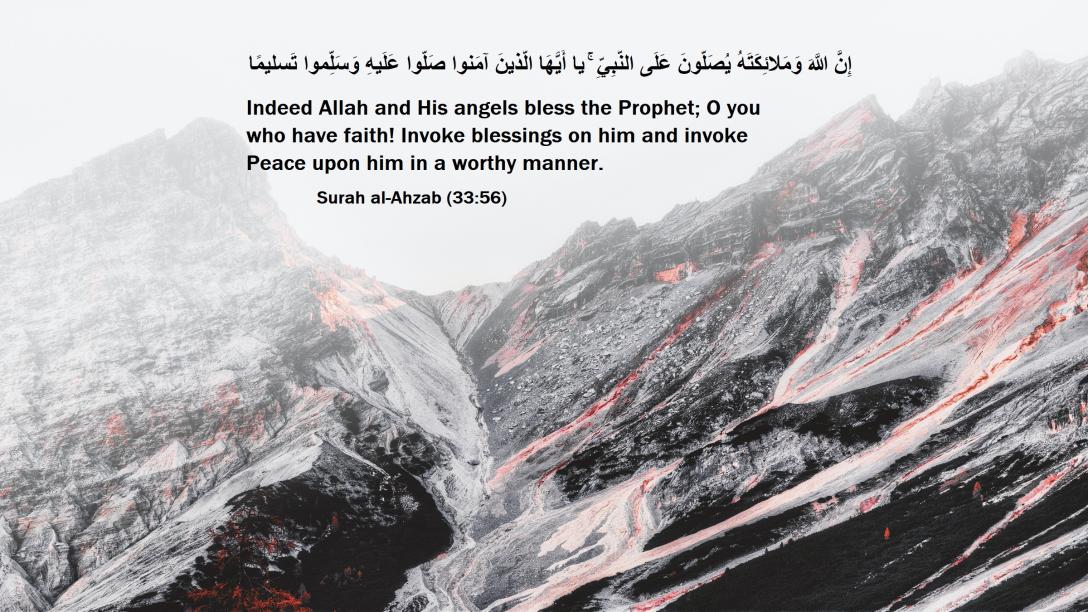 إِنَّ اللَّهَ وَمَلائِكَتَهُ يُصَلّونَ عَلَى النَّبِيِّ ۚ يا أَيُّهَا الَّذينَ آمَنوا صَلّوا عَلَيهِ وَسَلِّموا تَسليمًا
Indeed Allah and His angels bless the Prophet; O you
who have faith! Invoke blessings on him and invoke
Peace upon him in a worthy manner.
Surah al-Ahzab (33:56)